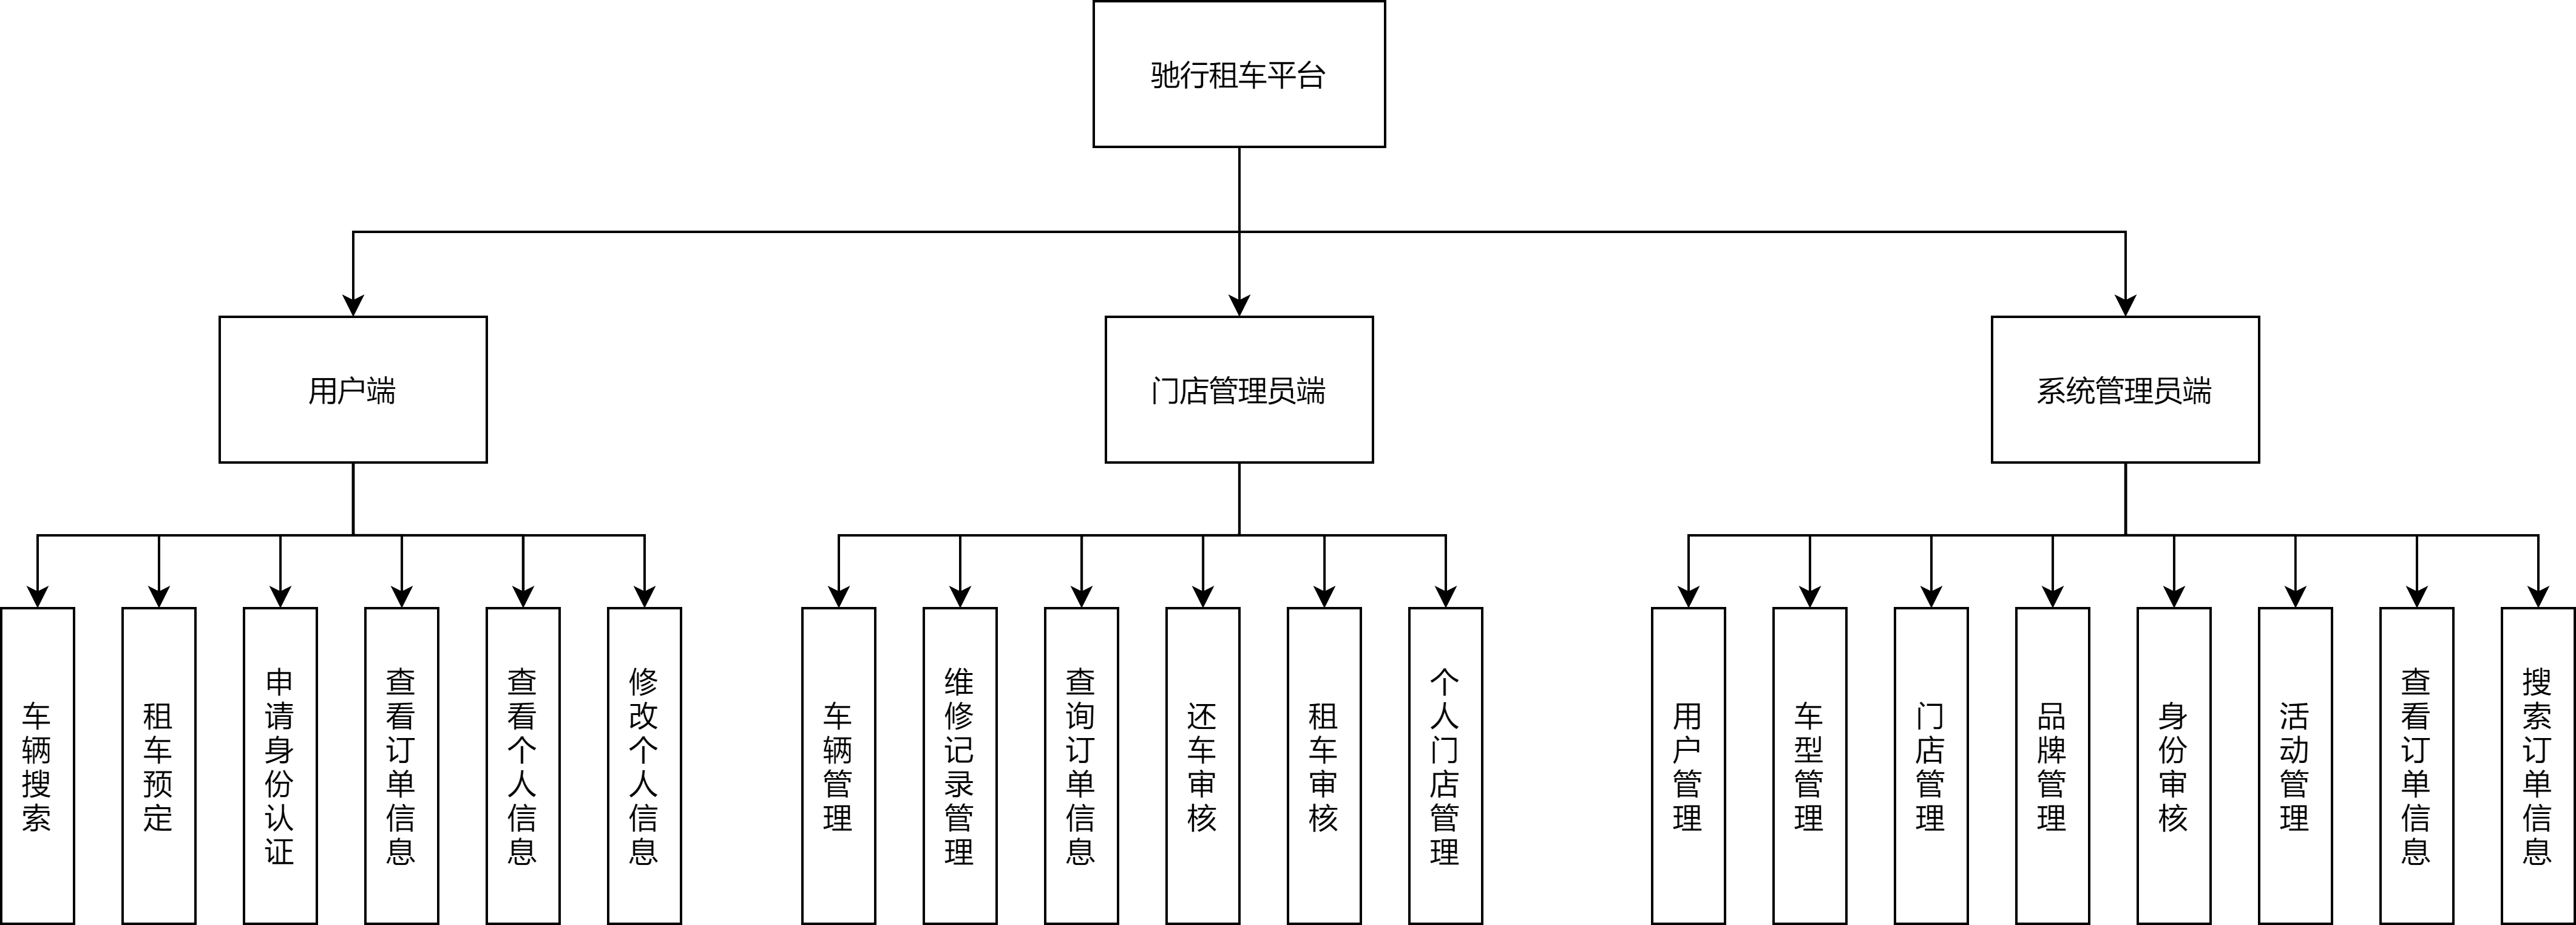 驰行租车平台
用户端
门店管理员端
系统管理员端
车辆搜索
租车预定
申请身份认证
查看订单信息
查看个人信息
修改个人信息
车辆管理
维修记录管理
查询订单信息
还车审核
租车审核
个人门店管理
用户管理
车型管理
门店管理
品牌管理
身份审核
活动管理
查看订单信息
搜索订单信息